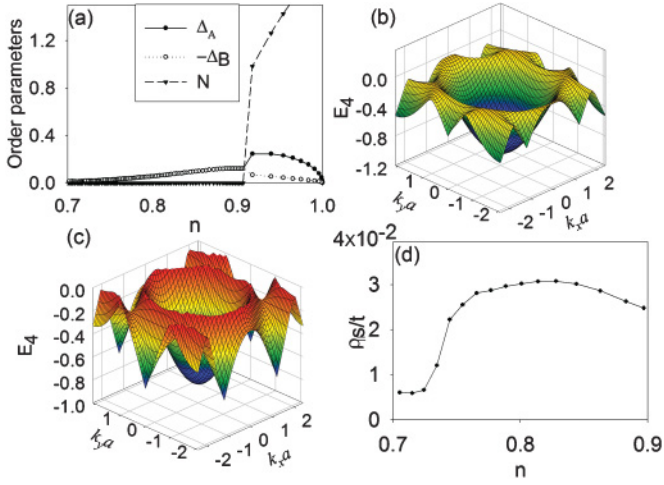 (a)
Order parameters
1.2
0.8
0.4
0.0
0.7 0.8 0.9 1.0
n
Δ_A
−Δ_B
N
(b)
E_4
0.0
-0.4
-0.8
-1.2
1 0 -1 -2
k_y a
-2 -1 0 1 2
k_x a
(c)
E_4
0.0
-0.2
-0.4
-0.6
-0.8
-1.0
1 0 -1 -2
k_y a
-2 -1 0 1 2
k_x a
(d)
4x10^-2
3
2
1
0
ρs/t
0.7 0.8 0.9
n